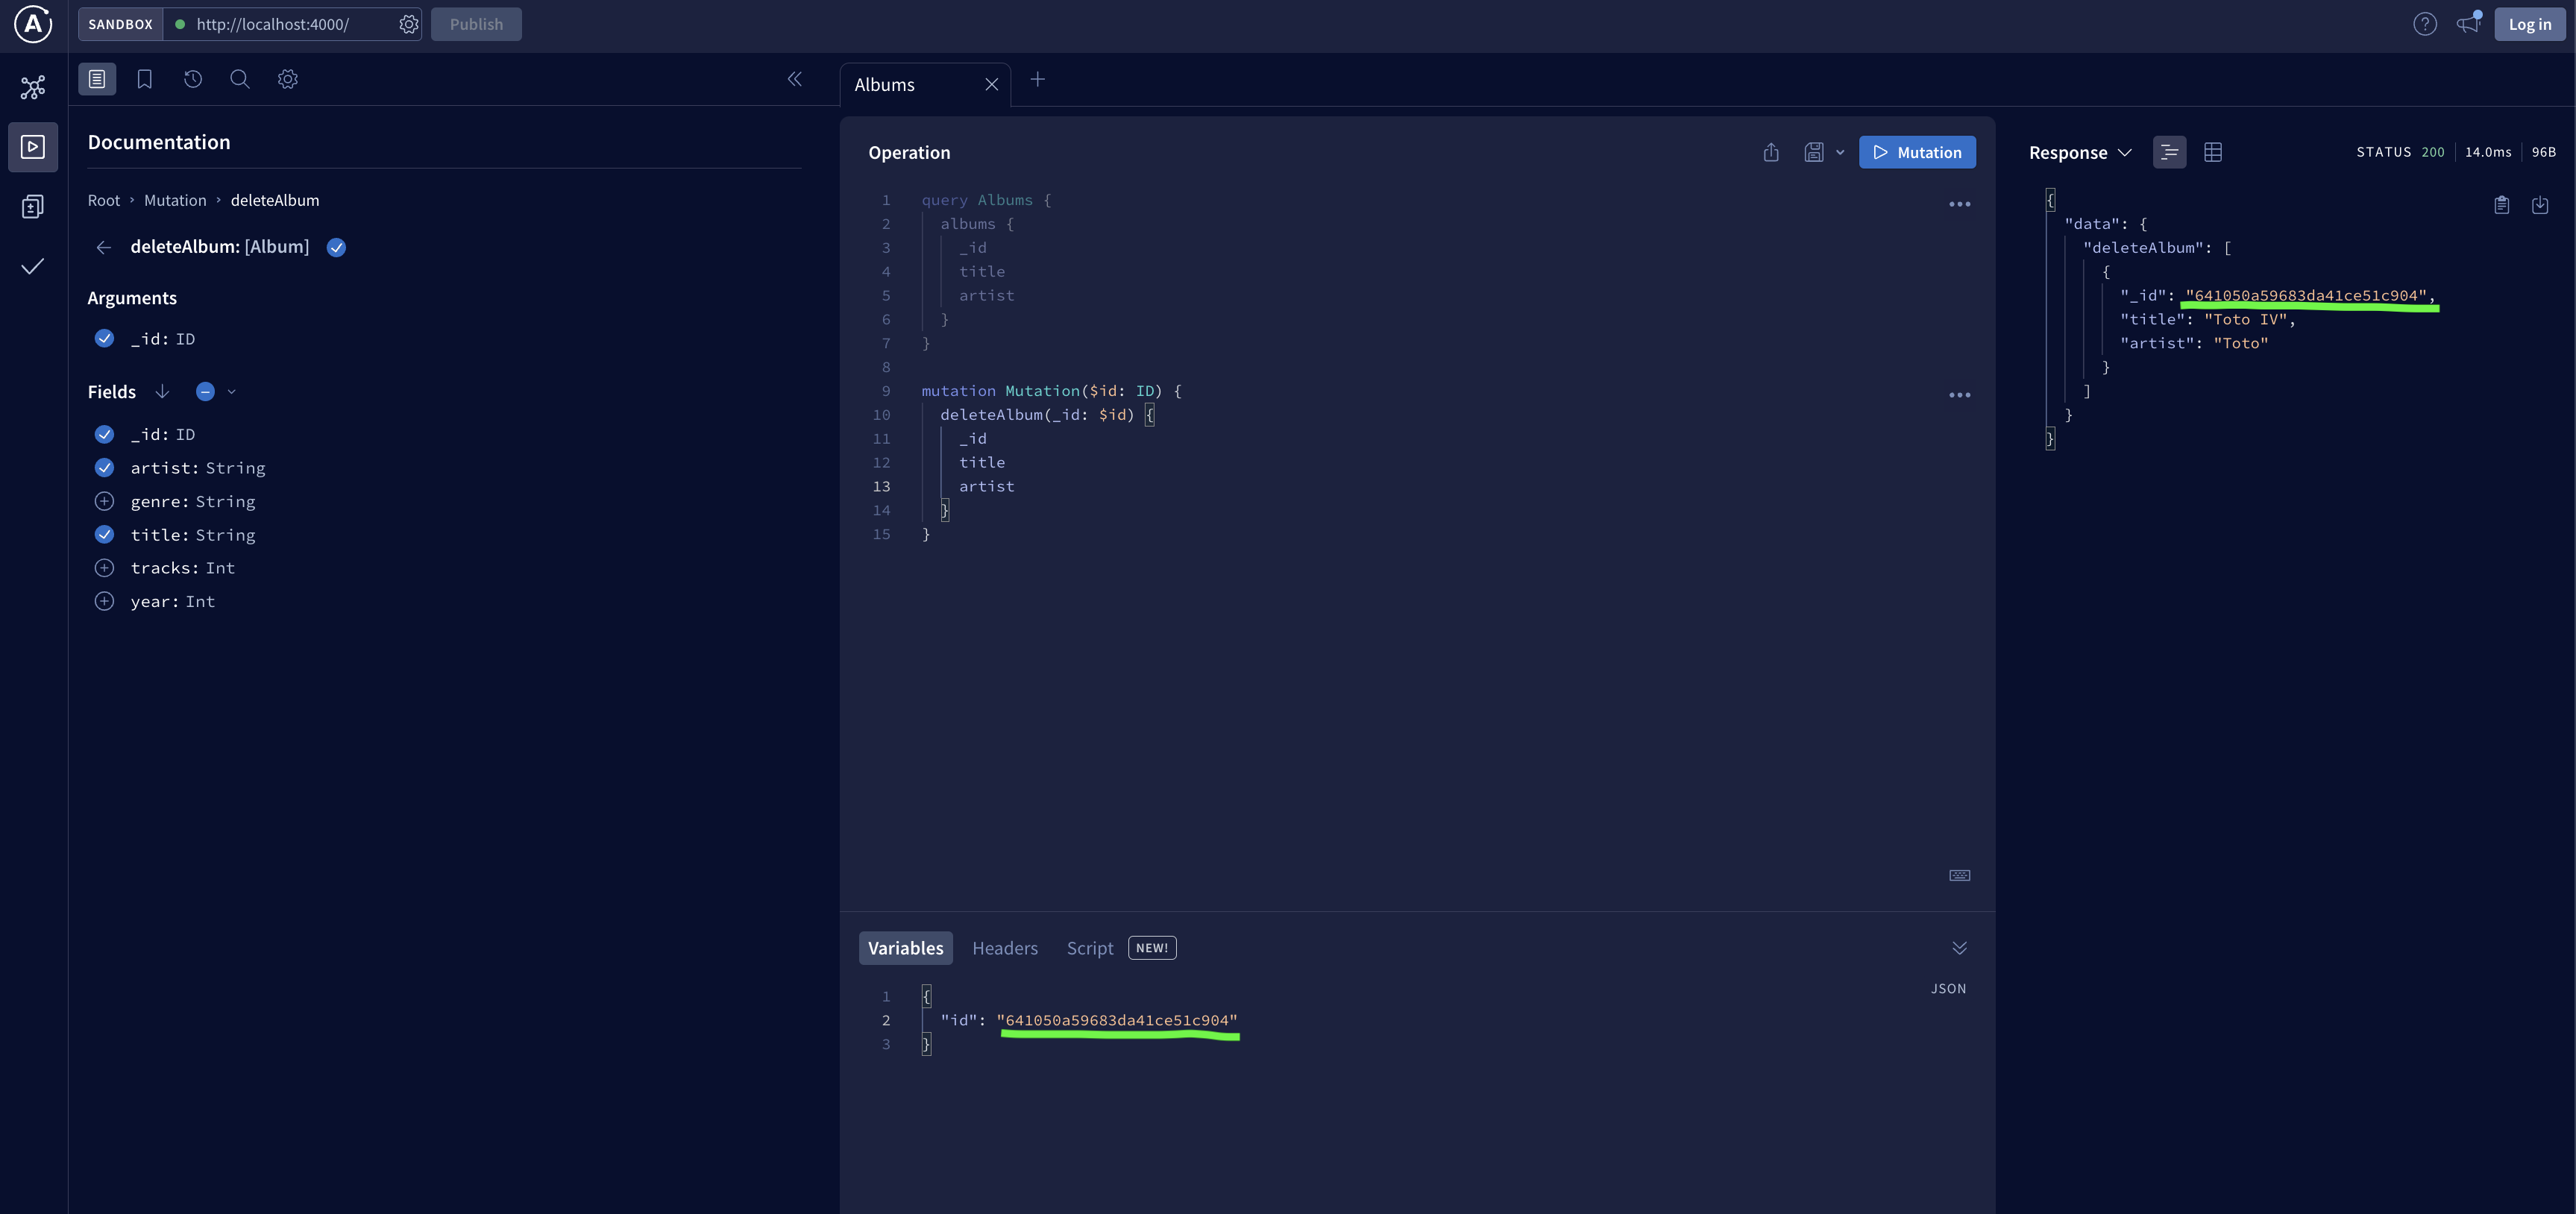 SANDBOX http://localhost:4000/ Publish Log in
Albums
Documentation
Root › Mutation › deleteAlbum
deleteAlbum: [Album]
Arguments
_id: ID
Fields
_id: ID
artist: String
genre: String
title: String
tracks: Int
year: Int
Operation
Mutation
1 query Albums {
2 albums {
3 _id
4 title
5 artist
6 }
7 }
8
9 mutation Mutation($id: ID) {
10 deleteAlbum(_id: $id) {
11 _id
12 title
13 artist
14 }
15 }
Variables Headers Script NEW!
JSON
1 {
2 "id": "641050a59683da41ce51c904"
3 }
Response STATUS 200 14.0ms 96B
{
"data": {
"deleteAlbum": [
{
"_id": "641050a59683da41ce51c904",
"title": "Toto IV",
"artist": "Toto"
}
]
}
}